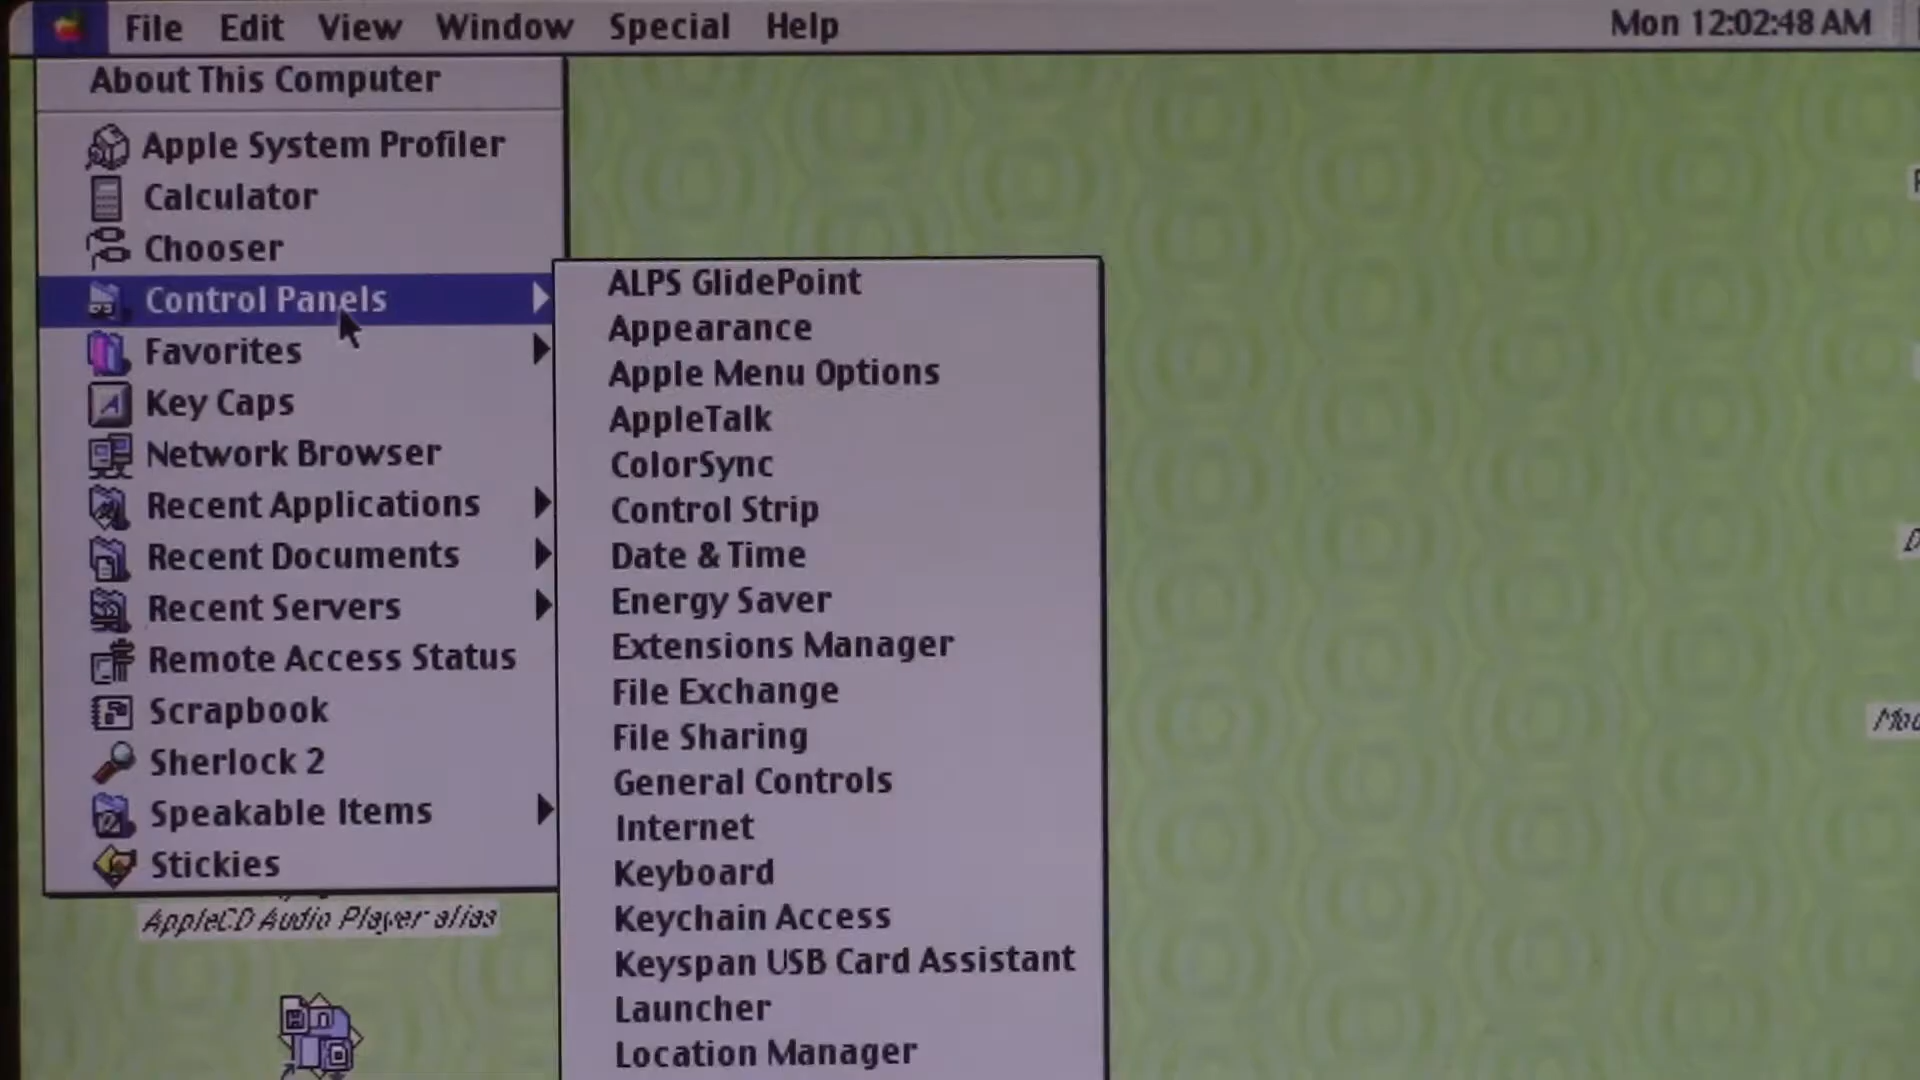 File Edit View Window Special Help Mon 12:02:48 AM
About This Computer
Apple System Profiler
Calculator
Chooser
Control Panels
Favorites
Key Caps
Network Browser
Recent Applications
Recent Documents
Recent Servers
Remote Access Status
Scrapbook
Sherlock 2
Speakable Items
Stickies
ALPS GlidePoint
Appearance
Apple Menu Options
AppleTalk
ColorSync
Control Strip
Date & Time
Energy Saver
Extensions Manager
File Exchange
File Sharing
General Controls
Internet
Keyboard
Keychain Access
Keyspan USB Card Assistant
Launcher
Location Manager
AppleCD Audio Player alias